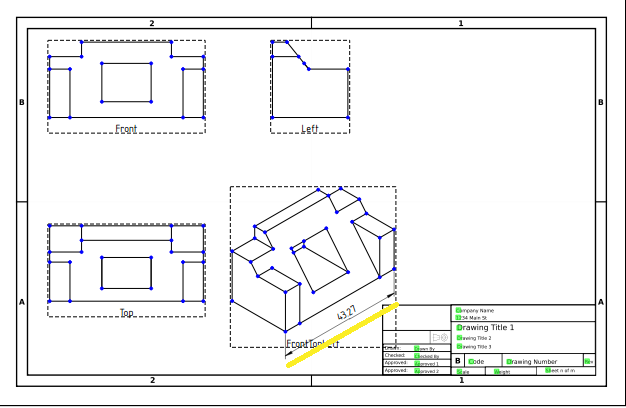 2 1
B B
Front Left
A A
Top
43.27
FrontTopLeft
Company Name
1234 Main St
Drawing Title 1
Drawing Title 2
Drawing Title 3
Drawn By
Checked: Checked By
Approved: Approved 1
Approved: Approved 2
B Code Drawing Number
Scale Weight Sheet n of m
2 1